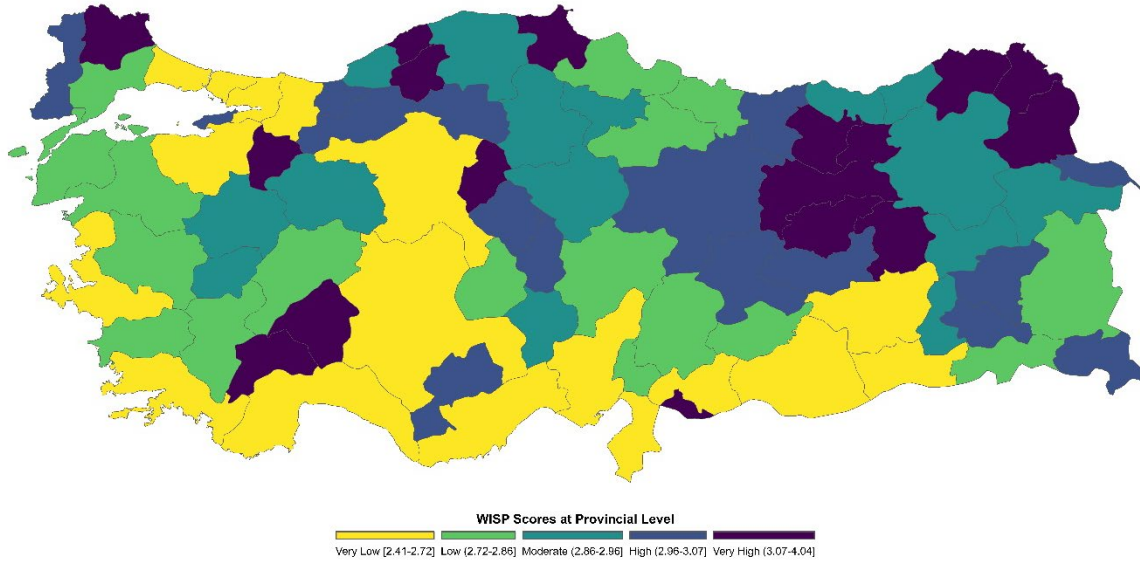 WISP Scores at Provincial Level
Very Low [2.41-2.72] Low (2.72-2.86] Moderate (2.86-2.96] High (2.96-3.07] Very High (3.07-4.04]